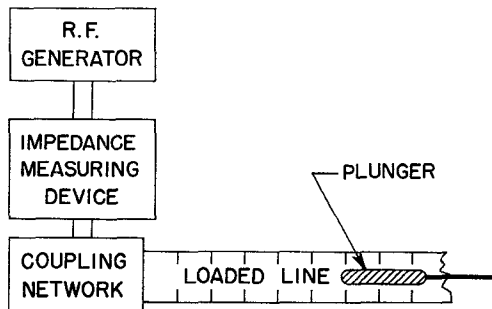 R.F.
GENERATOR
IMPEDANCE
MEASURING
DEVICE
PLUNGER
COUPLING
NETWORK
LOADED LINE